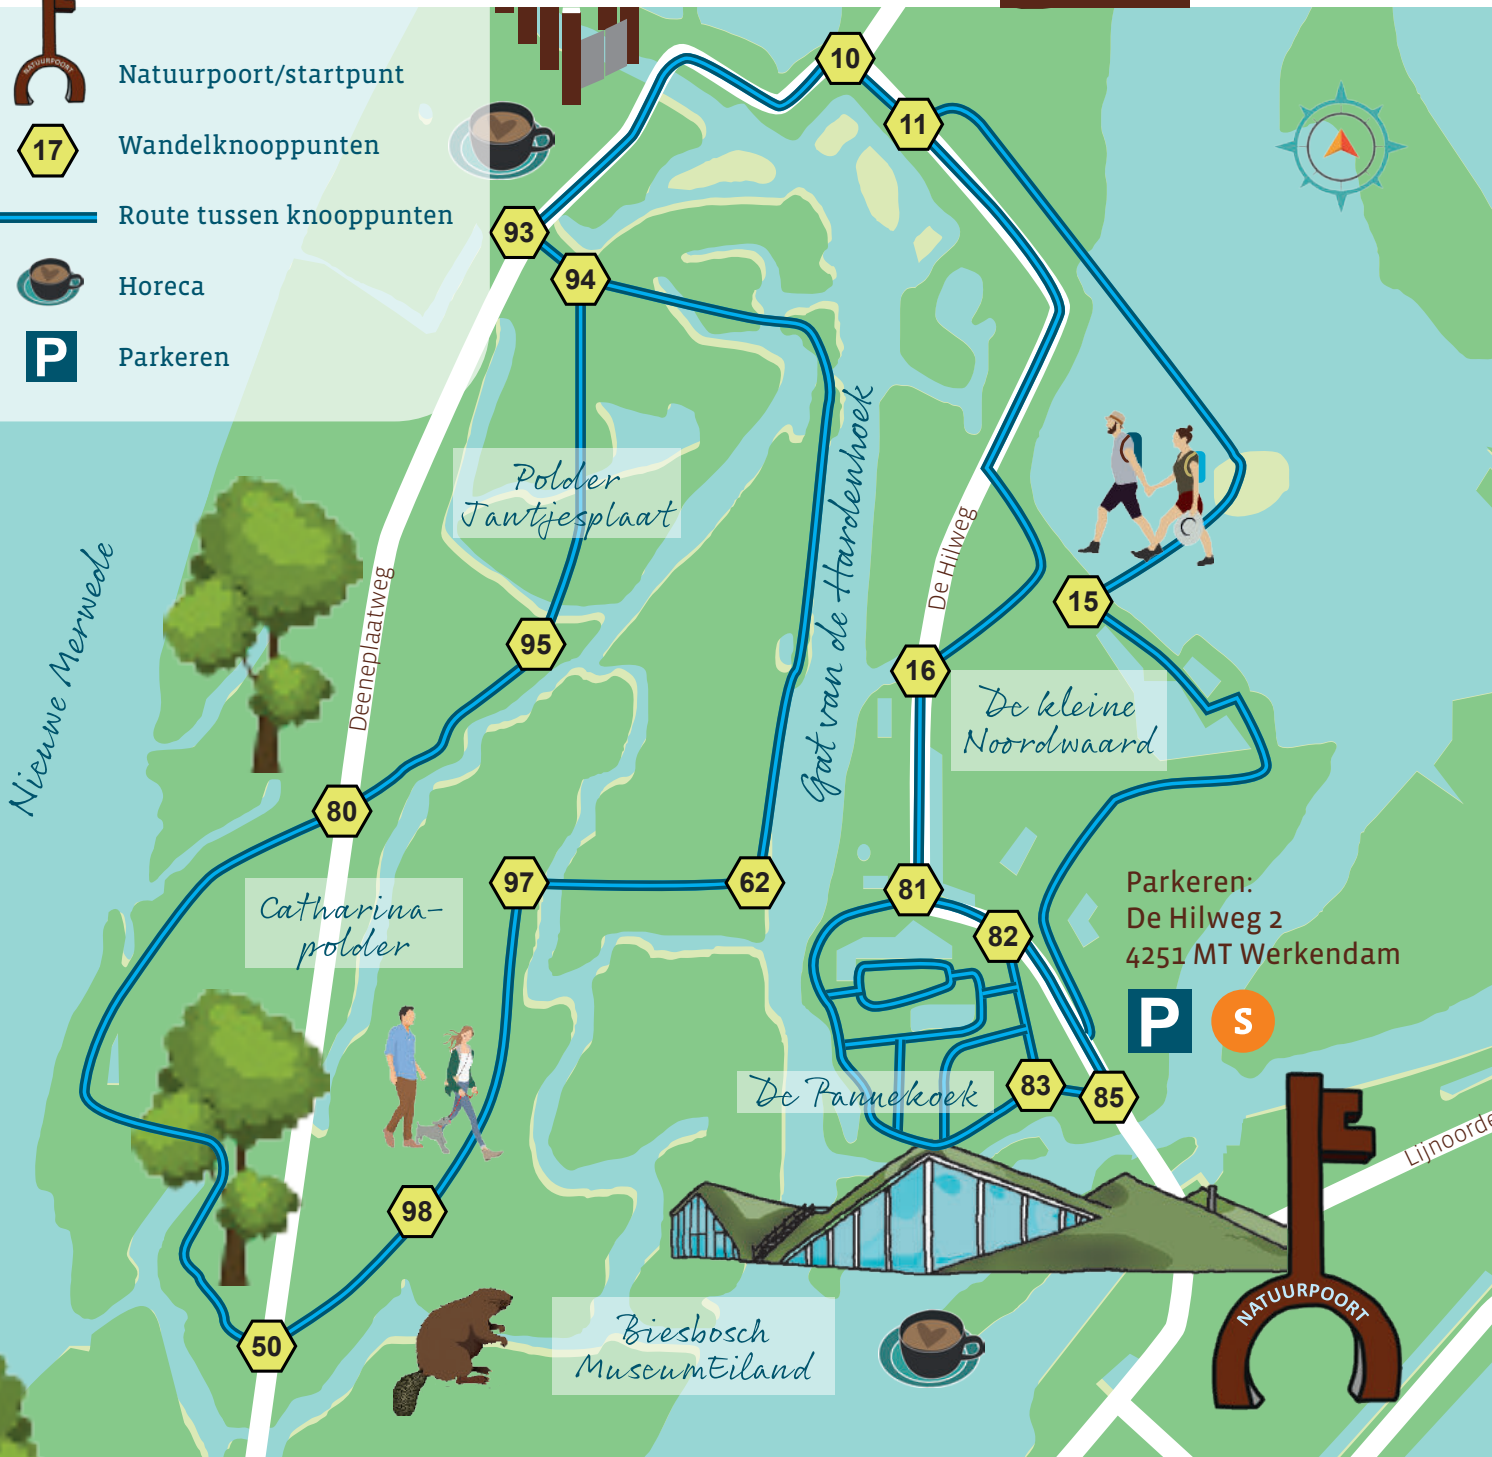 NATUURPOORT
Natuurpoort/startpunt
17
Wandelknooppunten
Route tussen knooppunten
Horeca
P
Parkeren
10
11
93
94
Polder
Jantjesplaat
Gat van de Hardenhoek
De Hilweg
Nieuwe Merwede
Deeneplaatweg
15
95
16
De kleine
Noordwaard
80
97
62
81
82
Catharina-
polder
Parkeren:
De Hilweg 2
4251 MT Werkendam
P
S
De Pannekoek
83
85
Lijnoorde
98
NATUURPOORT
50
Biesbosch
MuseumEiland